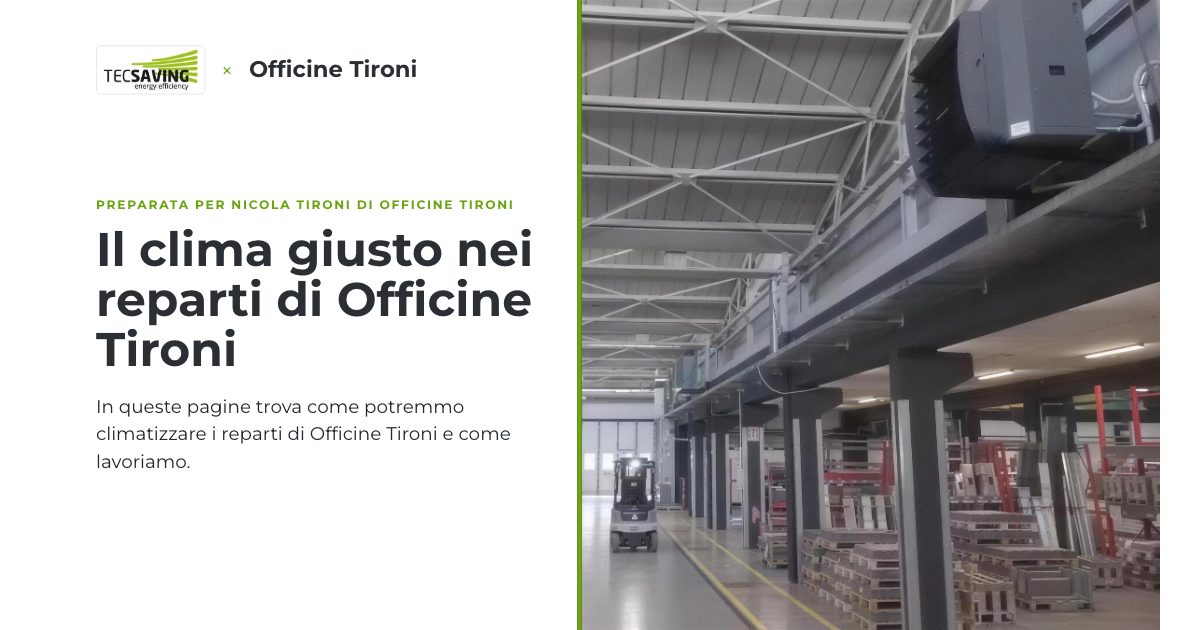 TECSAVING
energy efficiency
× Officine Tironi
PREPARATA PER NICOLA TIRONI DI OFFICINE TIRONI
Il clima giusto nei
reparti di Officine
Tironi
In queste pagine trova come potremmo
climatizzare i reparti di Officine Tironi e come
lavoriamo.